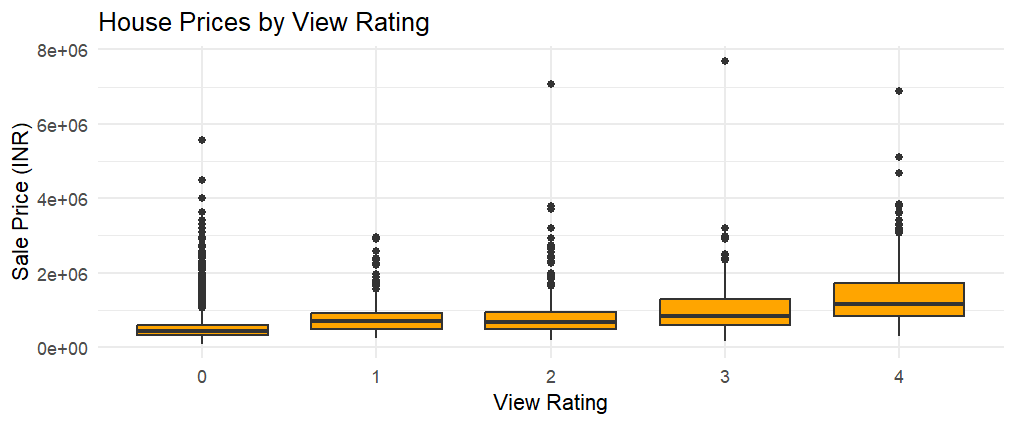 House Prices by View Rating
8e+06
6e+06
4e+06
2e+06
0e+00
Sale Price (INR)
0 1 2 3 4
View Rating